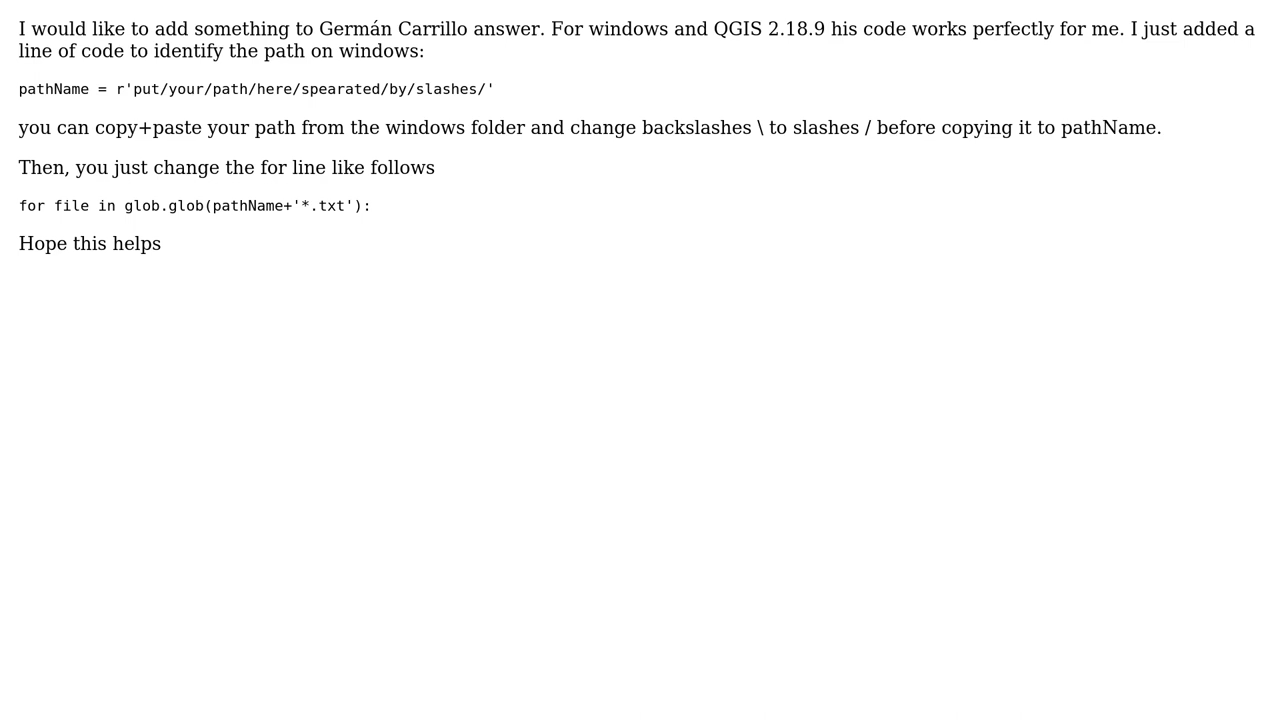 I would like to add something to Germán Carrillo answer. For windows and QGIS 2.18.9 his code works perfectly for me. I just added a
line of code to identify the path on windows:
pathName = r'put/your/path/here/spearated/by/slashes/'
you can copy+paste your path from the windows folder and change backslashes \ to slashes / before copying it to pathName.
Then, you just change the for line like follows
for file in glob.glob(pathName+'*.txt'):
Hope this helps